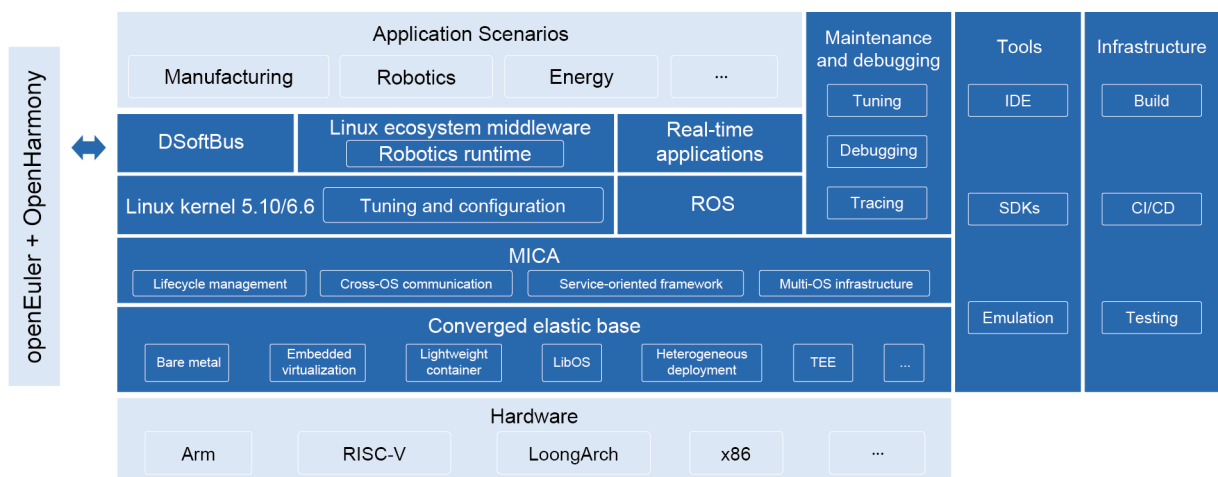 openEuler + OpenHarmony
Application Scenarios
Manufacturing
Robotics
Energy
...
DSoftBus
Linux ecosystem middleware
Robotics runtime
Real-time
applications
Linux kernel 5.10/6.6
Tuning and configuration
ROS
Maintenance
and debugging
Tuning
Debugging
Tracing
Tools
IDE
SDKs
Emulation
Infrastructure
Build
CI/CD
Testing
MICA
Lifecycle management
Cross-OS communication
Service-oriented framework
Multi-OS infrastructure
Converged elastic base
Bare metal
Embedded
virtualization
Lightweight
container
LibOS
Heterogeneous
deployment
TEE
...
Hardware
Arm
RISC-V
LoongArch
x86
...